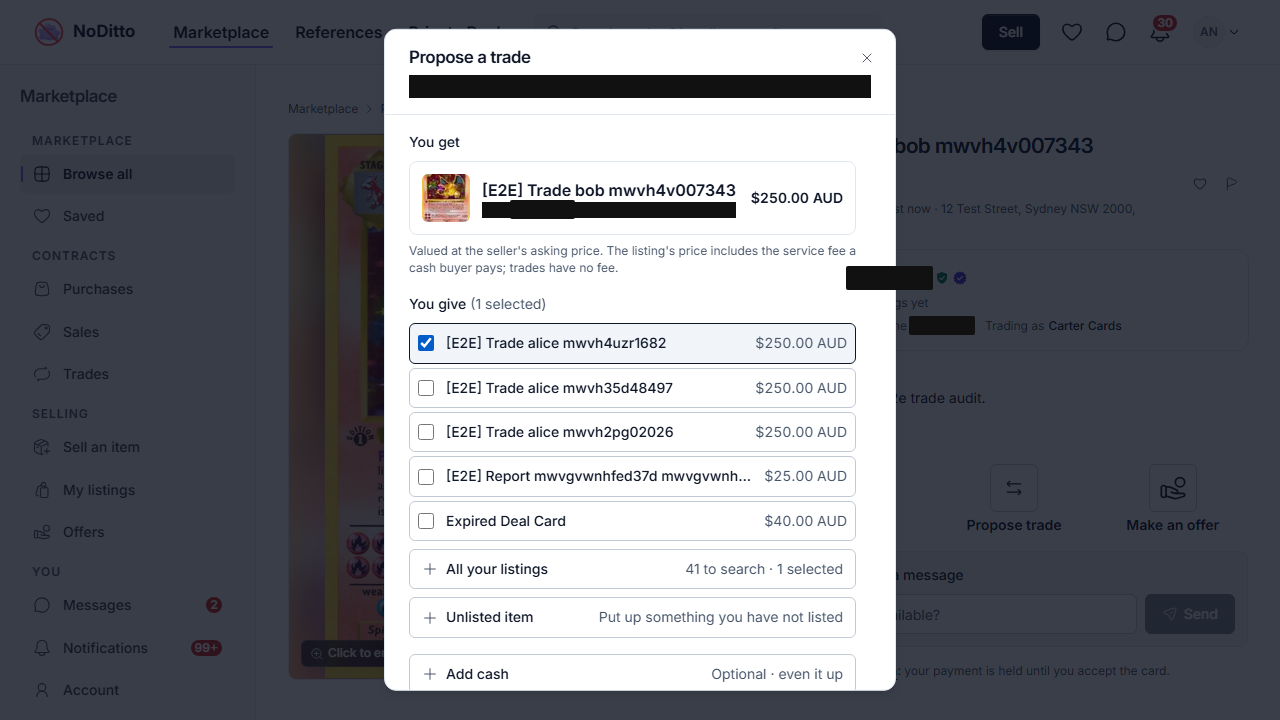 NoDitto
Marketplace
References
Sell
30
AN
Propose a trade
Marketplace
Marketplace
MARKETPLACE
Browse all
Saved
CONTRACTS
Purchases
Sales
Trades
SELLING
Sell an item
My listings
Offers
YOU
Messages
2
Notifications
99+
Account
You get
[E2E] Trade bob mwvh4v007343
$250.00 AUD
Valued at the seller's asking price. The listing's price includes the service fee a
cash buyer pays; trades have no fee.
You give (1 selected)
[E2E] Trade alice mwvh4uzr1682
$250.00 AUD
[E2E] Trade alice mwvh35d48497
$250.00 AUD
[E2E] Trade alice mwvh2pg02026
$250.00 AUD
[E2E] Report mwvgvwnhfed37d mwvgvwnh...
$25.00 AUD
Expired Deal Card
$40.00 AUD
All your listings
41 to search · 1 selected
Unlisted item
Put up something you have not listed
Add cash
Optional · even it up
bob mwvh4v007343
st now · 12 Test Street, Sydney NSW 2000,
gs yet
Trading as Carter Cards
trade audit.
Propose trade
Make an offer
a message
ilable?
Send
your payment is held until you accept the card.
Click to